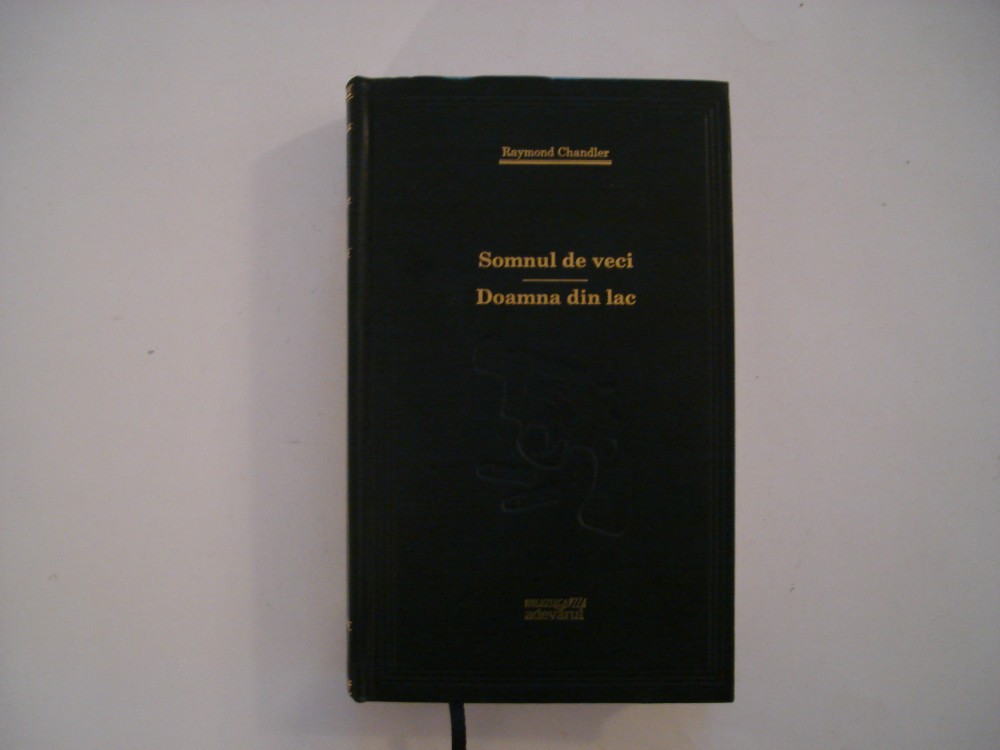 Raymond Chandler
Somnul de veci
Doamna din lac
adevărul